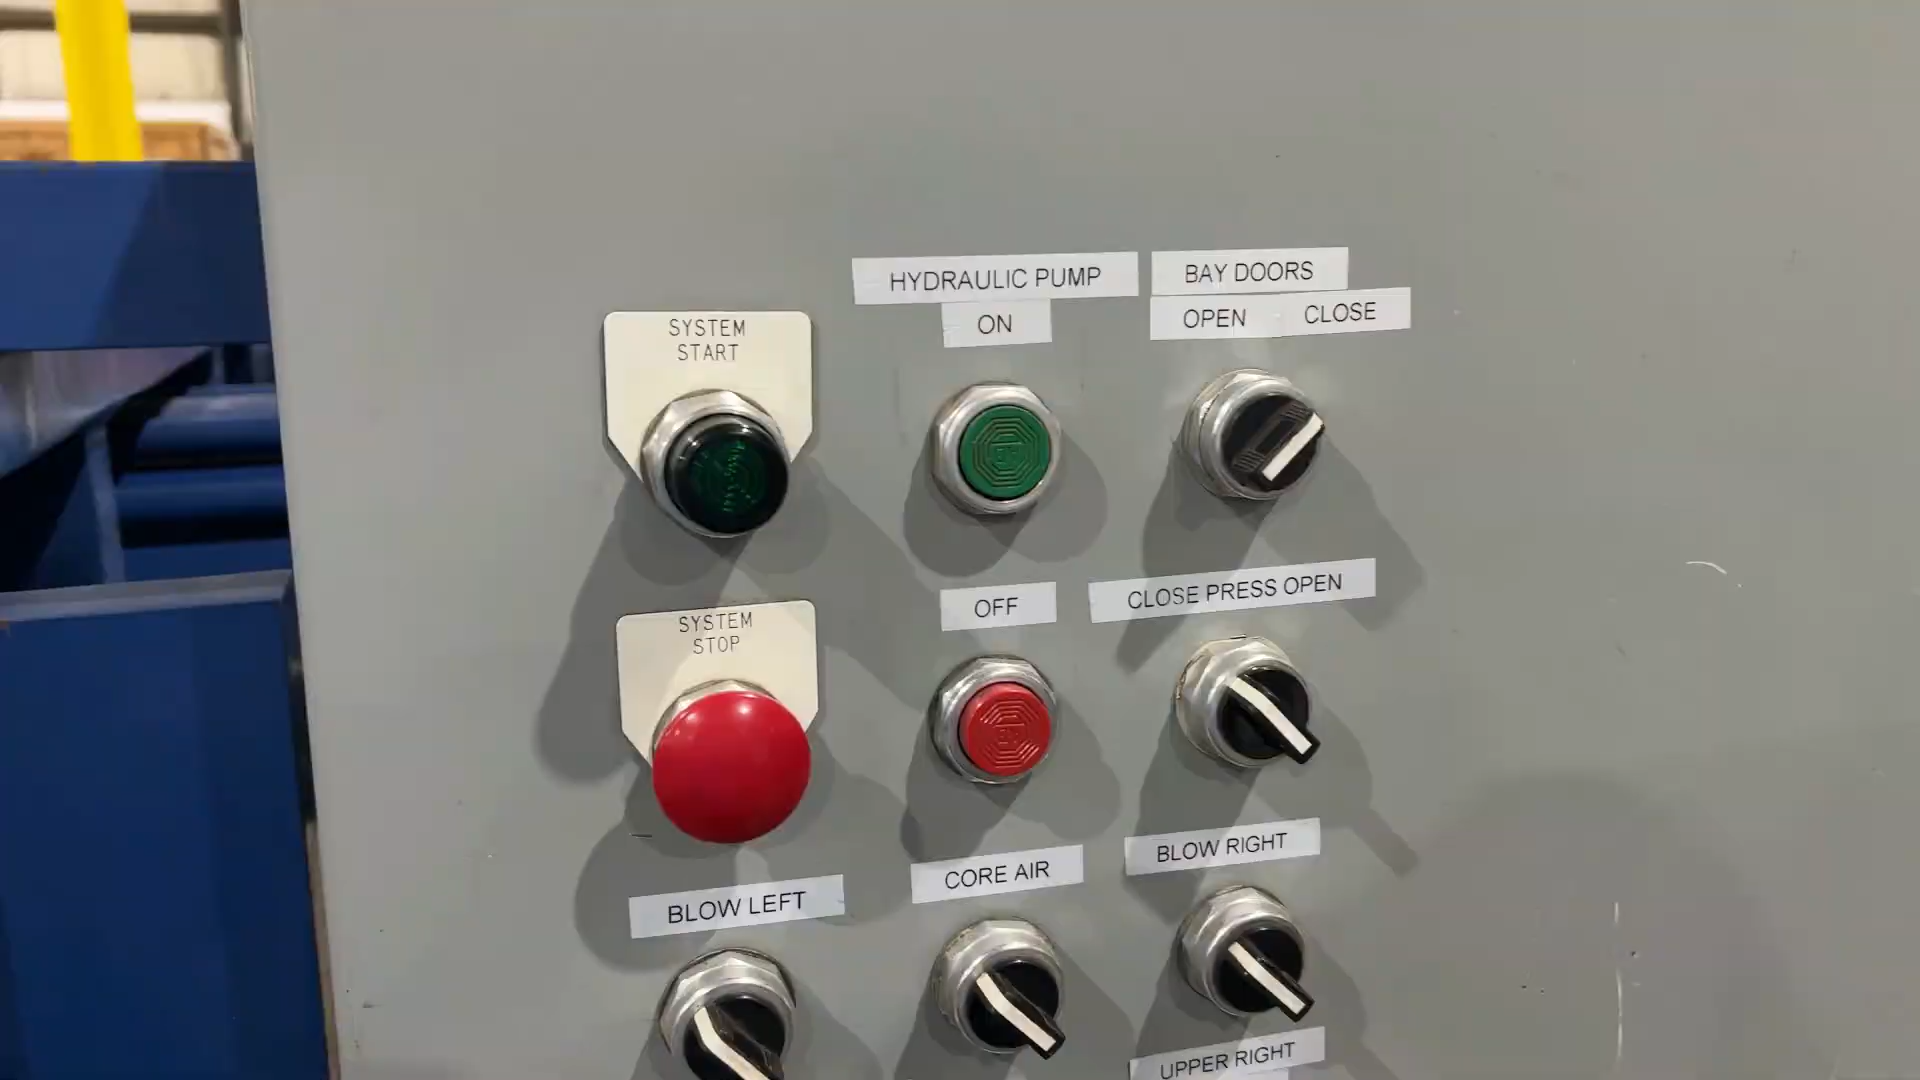 SYSTEM
START
HYDRAULIC PUMP
ON
BAY DOORS
OPEN CLOSE
SYSTEM
STOP
OFF
CLOSE PRESS OPEN
BLOW LEFT
CORE AIR
BLOW RIGHT
UPPER RIGHT